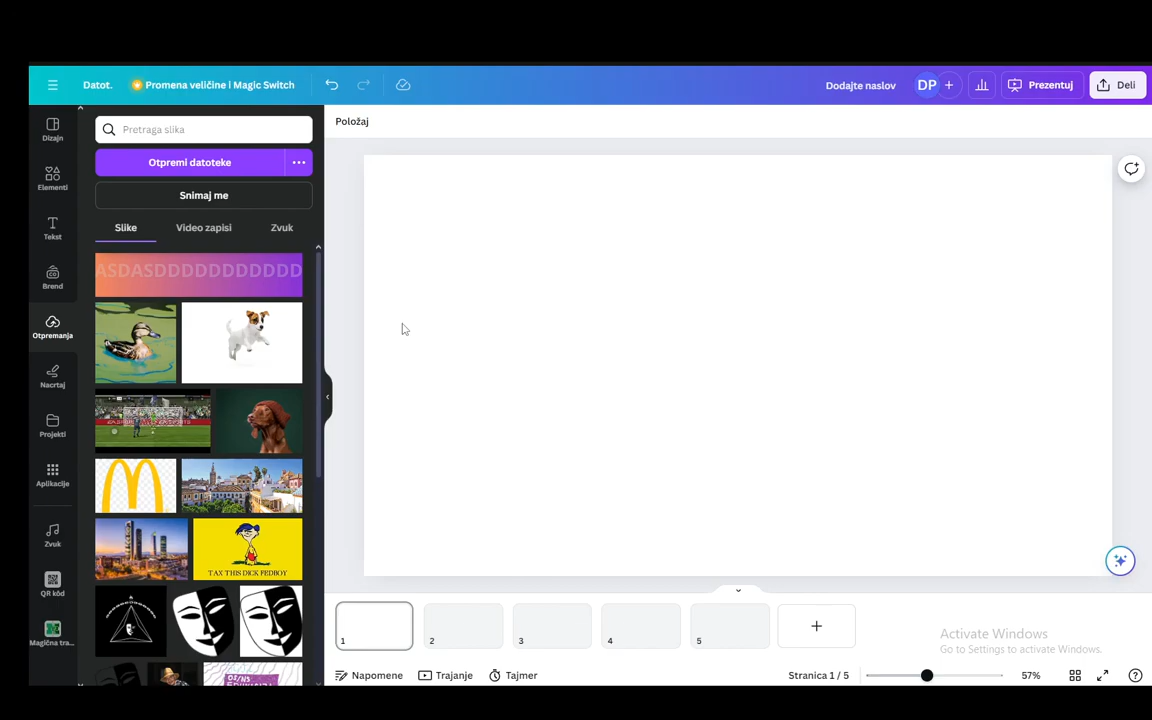 Datot.
Promena veličine i Magic Switch
Dodajte naslov
DP
+
Prezentuj
Deli
Položaj
Dizajn
Elementi
Tekst
Brend
Otpremanja
Nacrtaj
Projekti
Aplikacije
Zvuk
QR kôd
Magična tra...
Pretraga slika
Otpremi datoteke
...
Snimaj me
Slike
Video zapisi
Zvuk
ASDASDDDDDDDDDDD
TAX THIS DICK FEDBOY
1
2
3
4
5
+
Activate Windows
Go to Settings to activate Windows.
Napomene
Trajanje
Tajmer
Stranica 1 / 5
57%